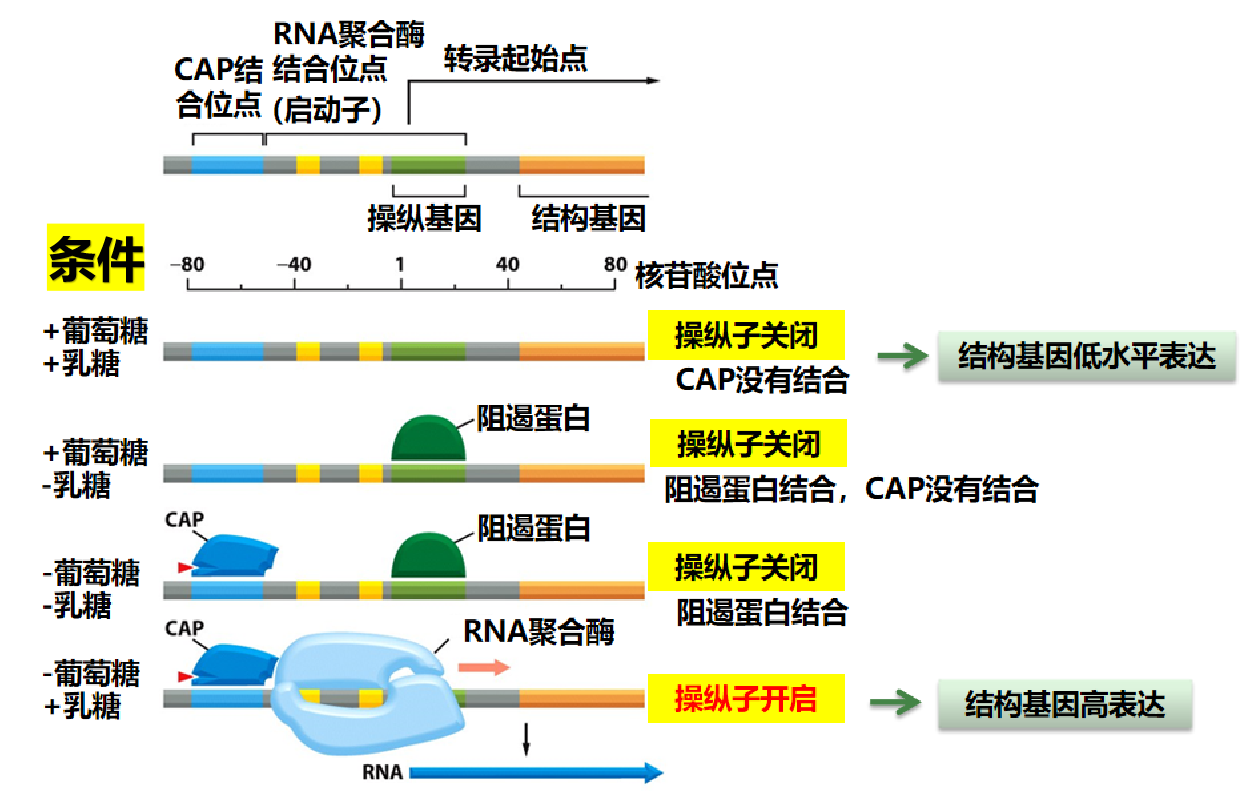 RNA聚合酶
CAP结
结合位点
转录起始点
合位点
(启动子)
操纵基因
结构基因
条件
-80
-40
1
40
80
核苷酸位点
+葡萄糖
+乳糖
操纵子关闭
CAP没有结合
结构基因低水平表达
+葡萄糖
-乳糖
阻遏蛋白
操纵子关闭
阻遏蛋白结合，CAP没有结合
CAP
-葡萄糖
-乳糖
阻遏蛋白
操纵子关闭
阻遏蛋白结合
CAP
-葡萄糖
+乳糖
RNA聚合酶
操纵子开启
结构基因高表达
RNA